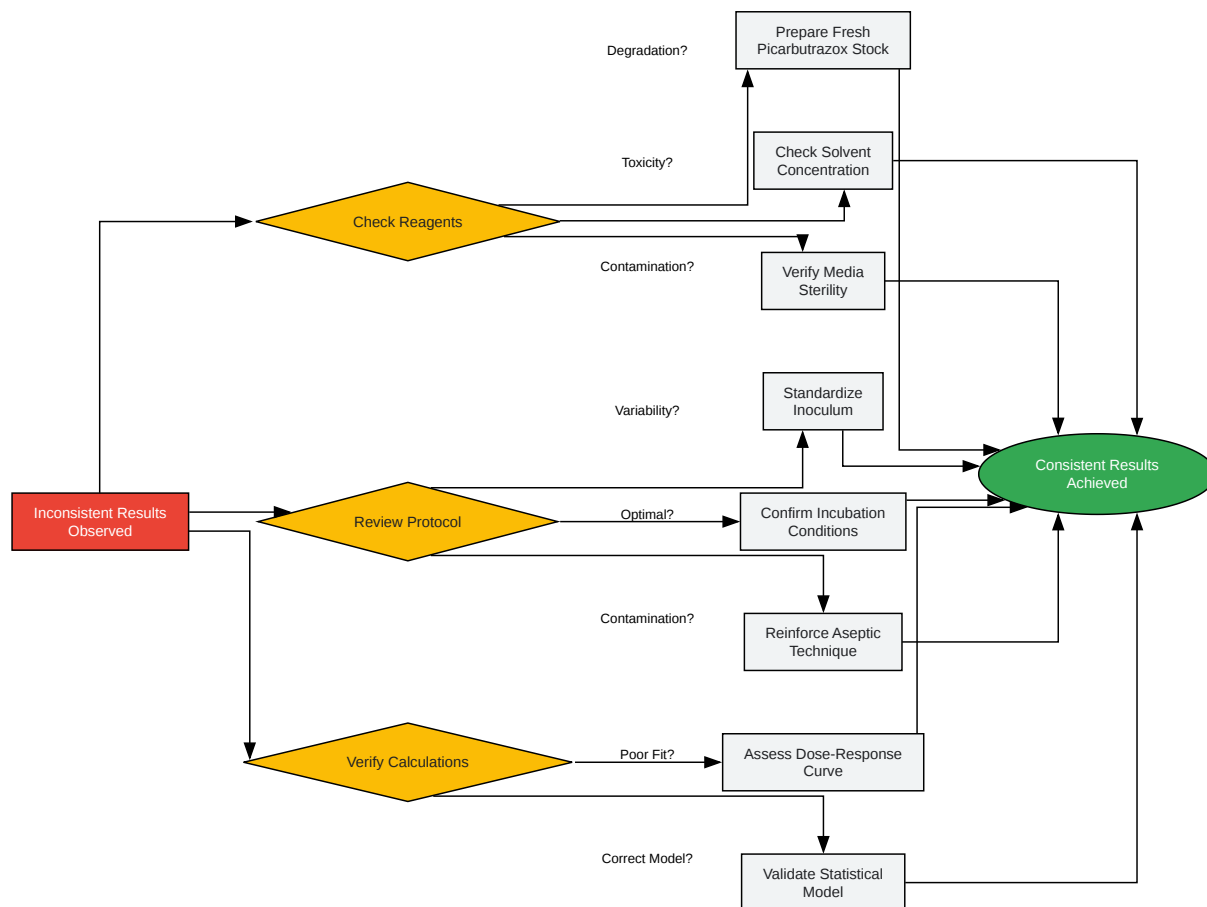 Prepare Fresh
Picarbutrazox Stock
Degradation?
Check Solvent
Concentration
Toxicity?
Check Reagents
Contamination?
Verify Media
Sterility
Standardize
Inoculum
Variability?
Consistent Results
Achieved
Inconsistent Results
Observed
Review Protocol
Optimal?
Confirm Incubation
Conditions
Contamination?
Reinforce Aseptic
Technique
Verify Calculations
Poor Fit?
Assess Dose-Response
Curve
Correct Model?
Validate Statistical
Model